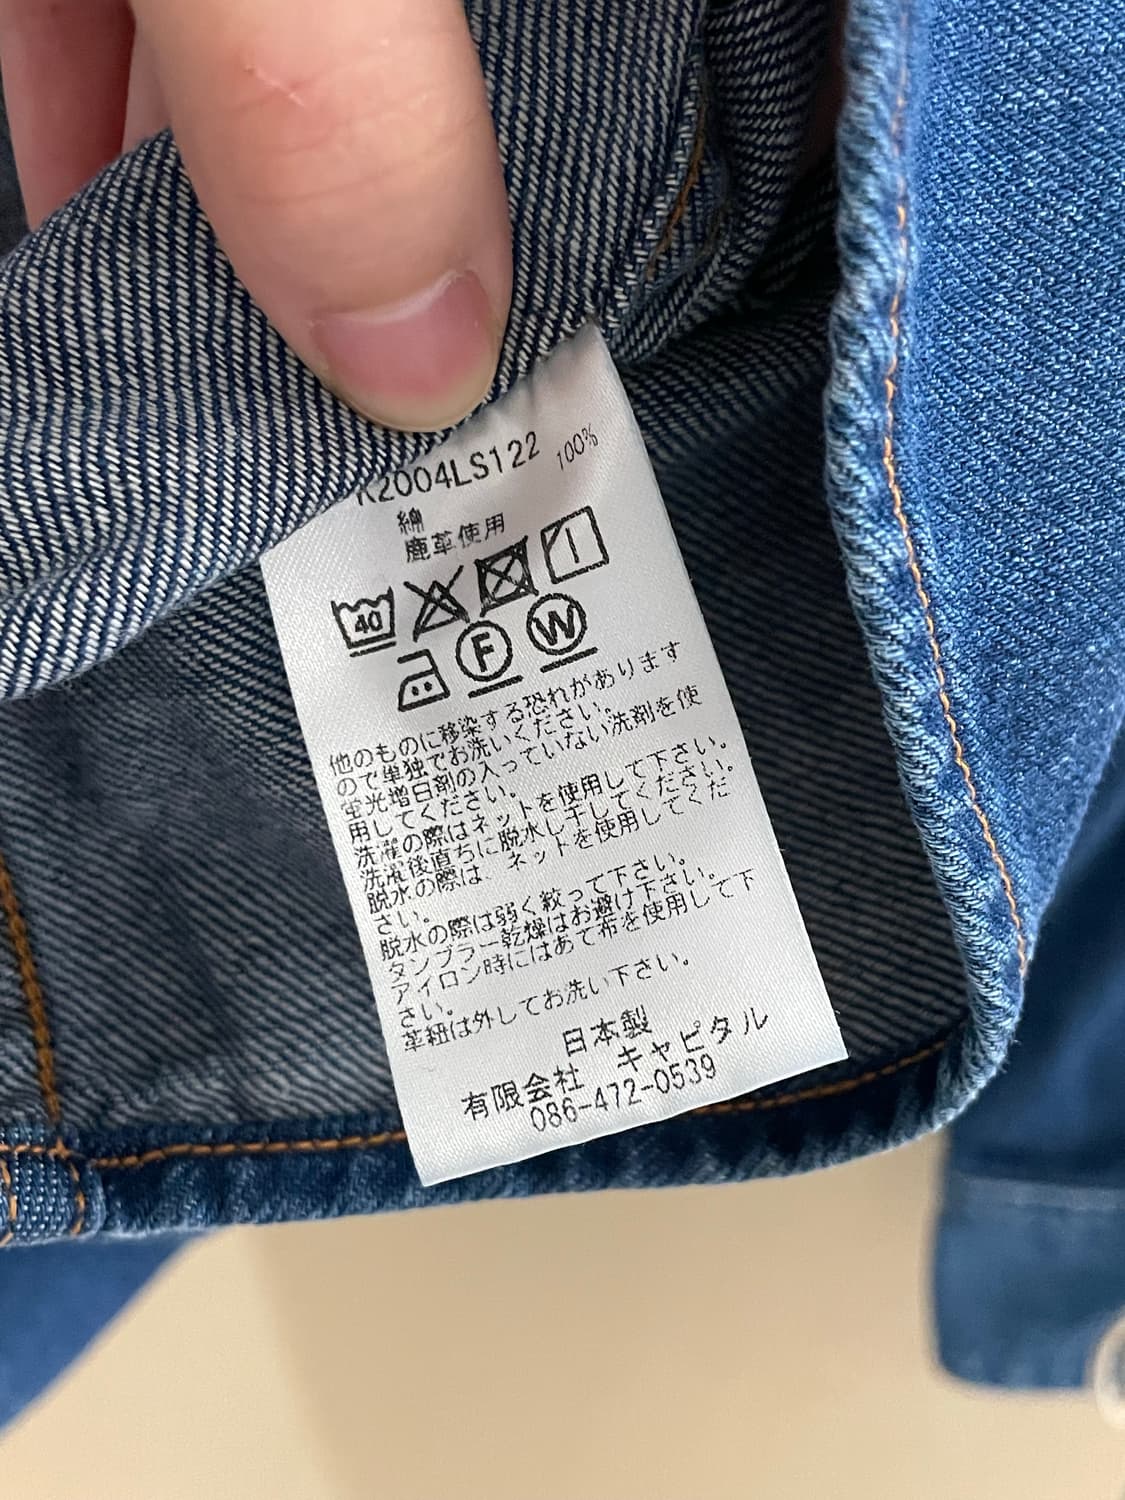 K2004LS122
綿 100%
鹿革使用
40
F W
他のものに移染する恐れがあります
ので単独でお洗いください。
蛍光増白剤の入っていない洗剤を使
用してください。
洗濯の際はネットを使用して下さい。
洗濯後直ちに脱水し干してください。
脱水の際は、ネットを使用してくだ
さい。
脱水の際は弱く絞って下さい。
タンブラー乾燥はお避け下さい。
アイロン時にはあて布を使用して下
さい。
革紐は外してお洗い下さい。
日本製
有限会社 キャピタル
086-472-0539